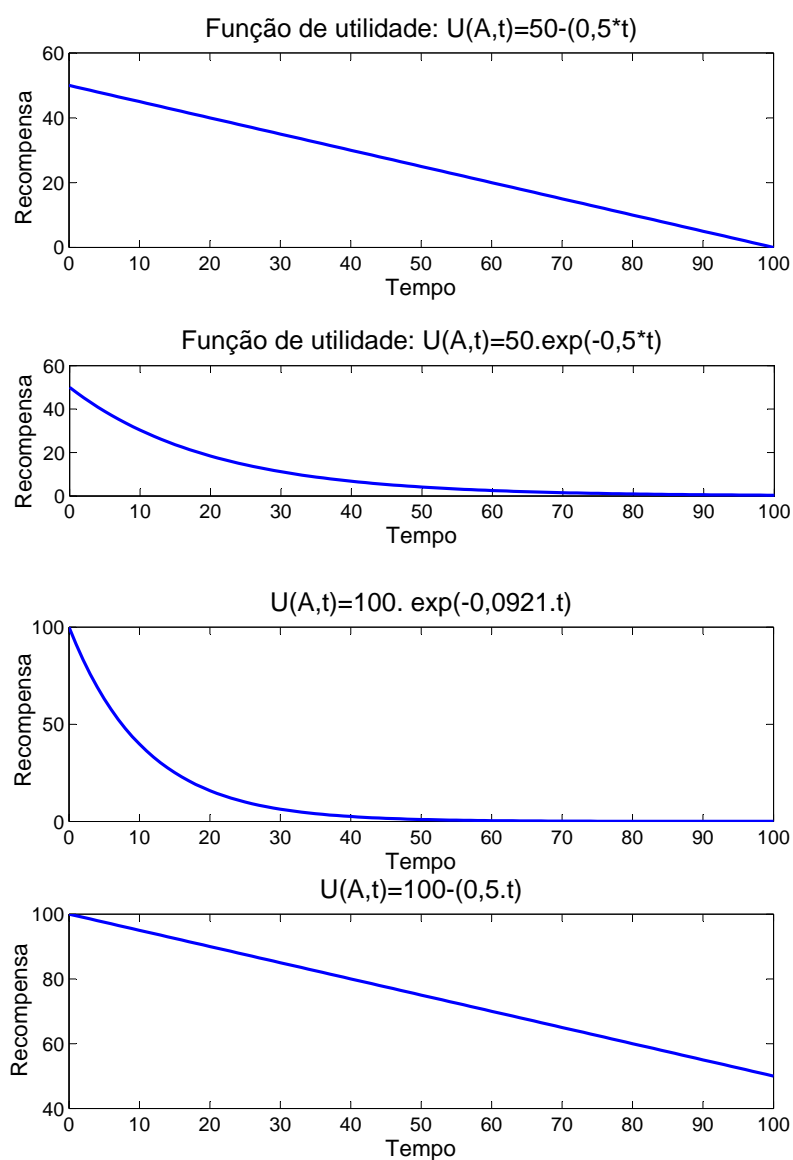 Função de utilidade: U(A,t)=50-(0,5*t)
60
40
20
0
Recompensa
0 10 20 30 40 50 60 70 80 90 100
Tempo
Função de utilidade: U(A,t)=50.exp(-0,5*t)
60
40
20
0
Recompensa
0 10 20 30 40 50 60 70 80 90 100
Tempo
U(A,t)=100. exp(-0,0921.t)
100
50
0
Recompensa
0 10 20 30 40 50 60 70 80 90 100
Tempo
U(A,t)=100-(0,5.t)
100
80
60
40
Recompensa
0 10 20 30 40 50 60 70 80 90 100
Tempo